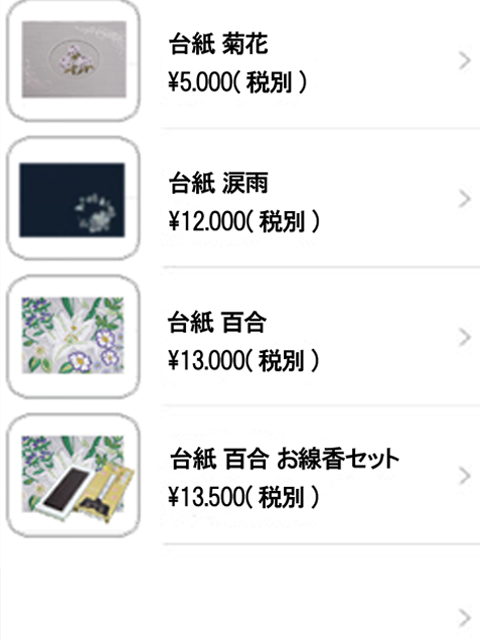 台紙 菊花
¥5.000( 税別 )
台紙 涙雨
¥12.000( 税別 )
台紙 百合
¥13.000( 税別 )
台紙 百合 お線香セット
¥13.500( 税別 )